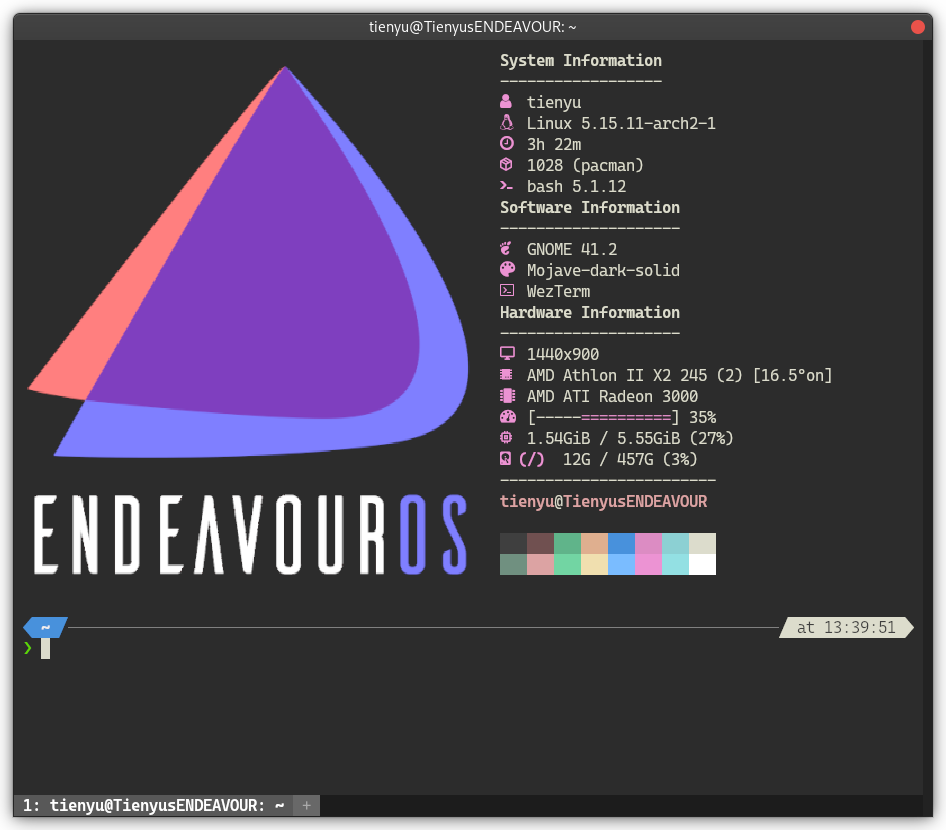 tienyu@TienyusENDEAVOUR: ~
System Information
------------------
tienyu
Linux 5.15.11-arch2-1
3h 22m
1028 (pacman)
bash 5.1.12
Software Information
--------------------
GNOME 41.2
Mojave-dark-solid
WezTerm
Hardware Information
--------------------
1440x900
AMD Athlon II X2 245 (2) [16.5°on]
AMD ATI Radeon 3000
[-----==========] 35%
1.54GiB / 5.55GiB (27%)
(/) 12G / 457G (3%)
------------------------
tienyu@TienyusENDEAVOUR
ENDEAVOUROS
~ at 13:39:51
❯
1: tienyu@TienyusENDEAVOUR: ~ +